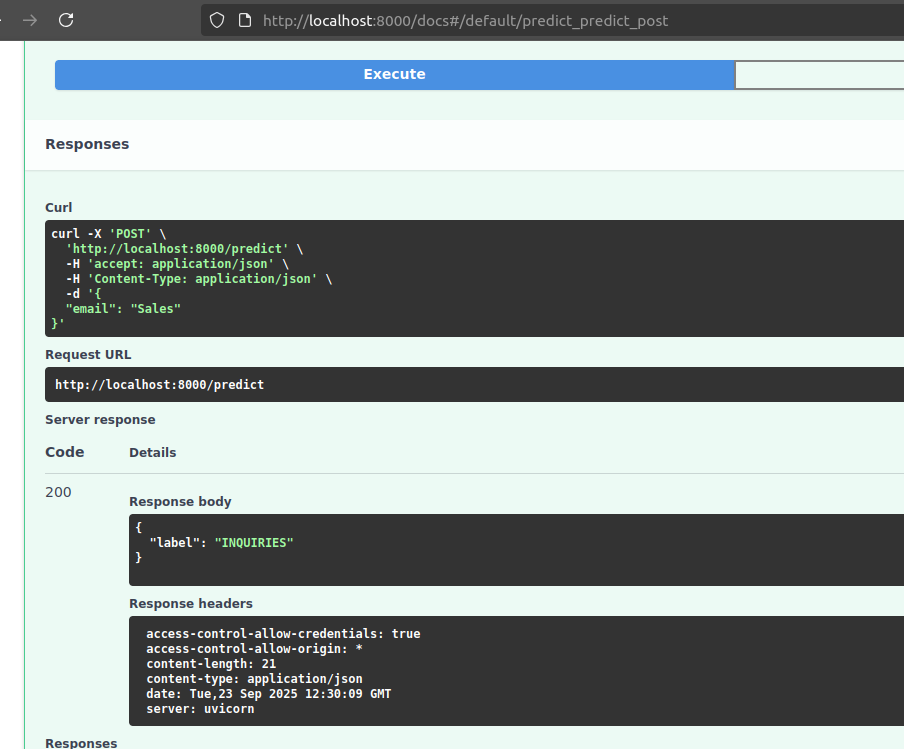 http://localhost:8000/docs#/default/predict_predict_post
Execute
Responses
Curl
curl -X 'POST' \
  'http://localhost:8000/predict' \
  -H 'accept: application/json' \
  -H 'Content-Type: application/json' \
  -d '{
  "email": "Sales"
}'
Request URL
http://localhost:8000/predict
Server response
Code Details
200
Response body
{
  "label": "INQUIRIES"
}
Response headers
access-control-allow-credentials: true
access-control-allow-origin: *
content-length: 21
content-type: application/json
date: Tue,23 Sep 2025 12:30:09 GMT
server: uvicorn
Responses